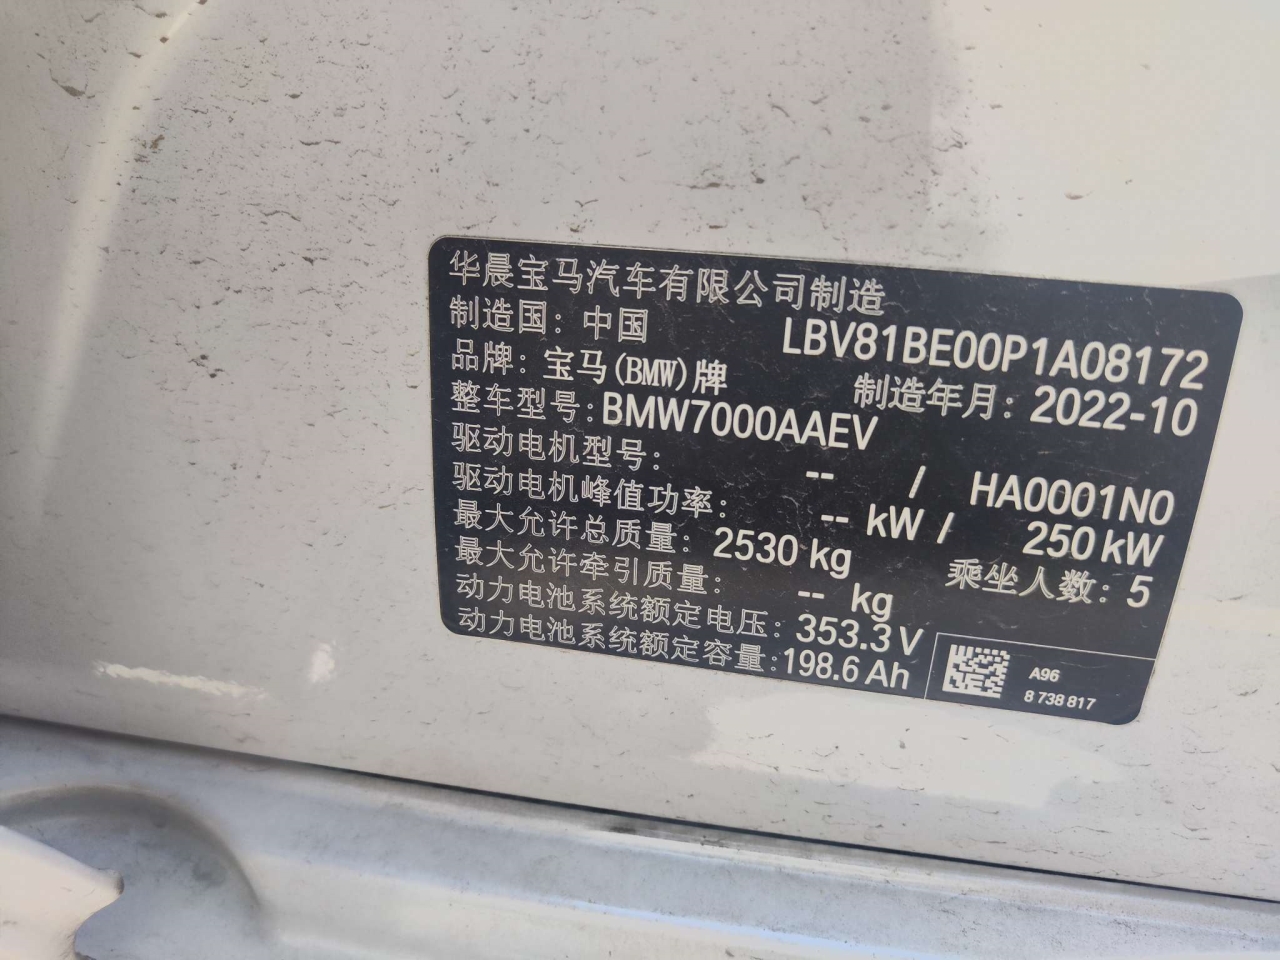 华晨宝马汽车有限公司制造
制造国：中国 LBV81BE00P1A08172
品牌：宝马(BMW)牌 制造年月：2022-10
整车型号：BMW7000AAEV
驱动电机型号： -- / HA0001N0
驱动电机峰值功率： -- kW / 250 kW
最大允许总质量： 2530 kg 乘坐人数：5
最大允许牵引质量： -- kg
动力电池系统额定电压：353.3 V
动力电池系统额定容量:198.6 Ah
A96
8 738 817